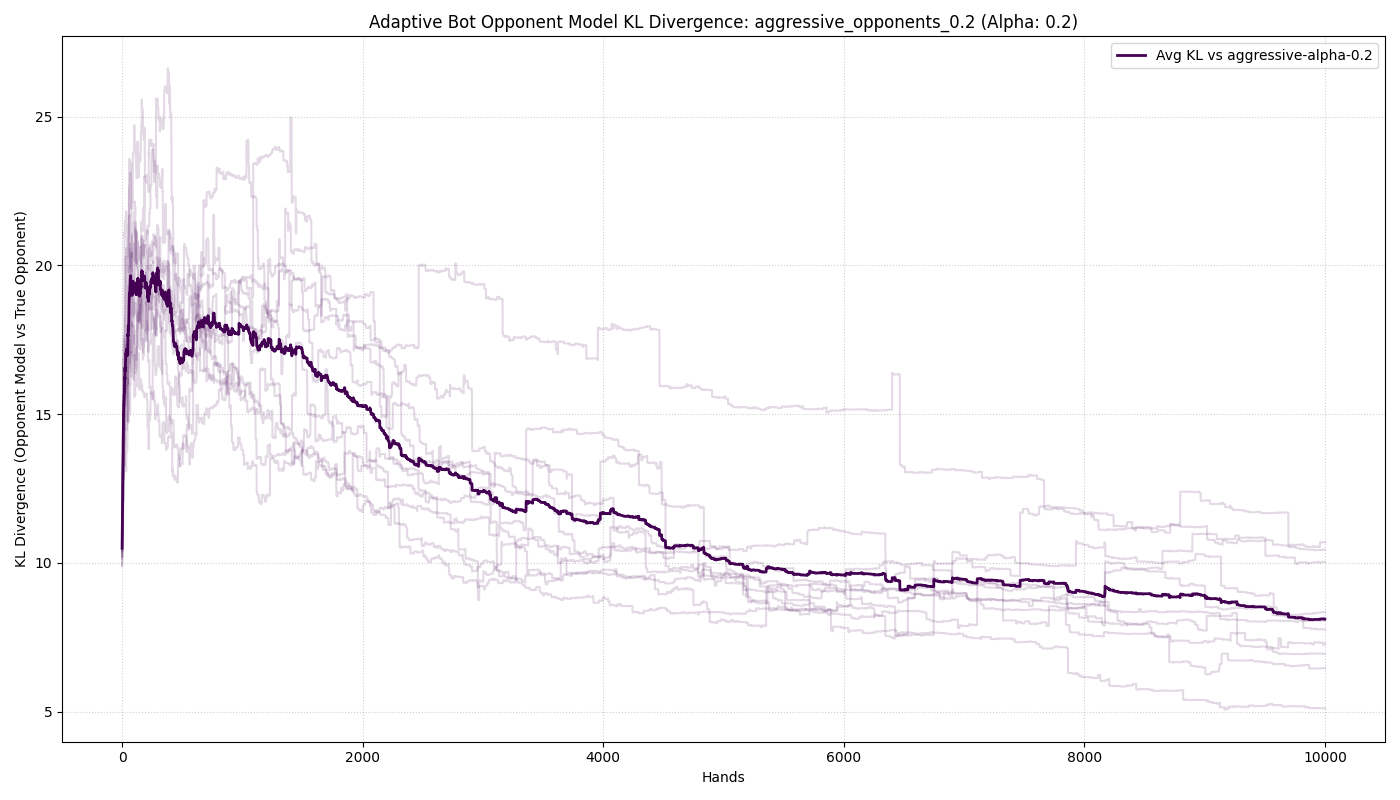 Adaptive Bot Opponent Model KL Divergence: aggressive_opponents_0.2 (Alpha: 0.2)
Avg KL vs aggressive-alpha-0.2
KL Divergence (Opponent Model vs True Opponent)
25
20
15
10
5
0
2000
4000
6000
8000
10000
Hands